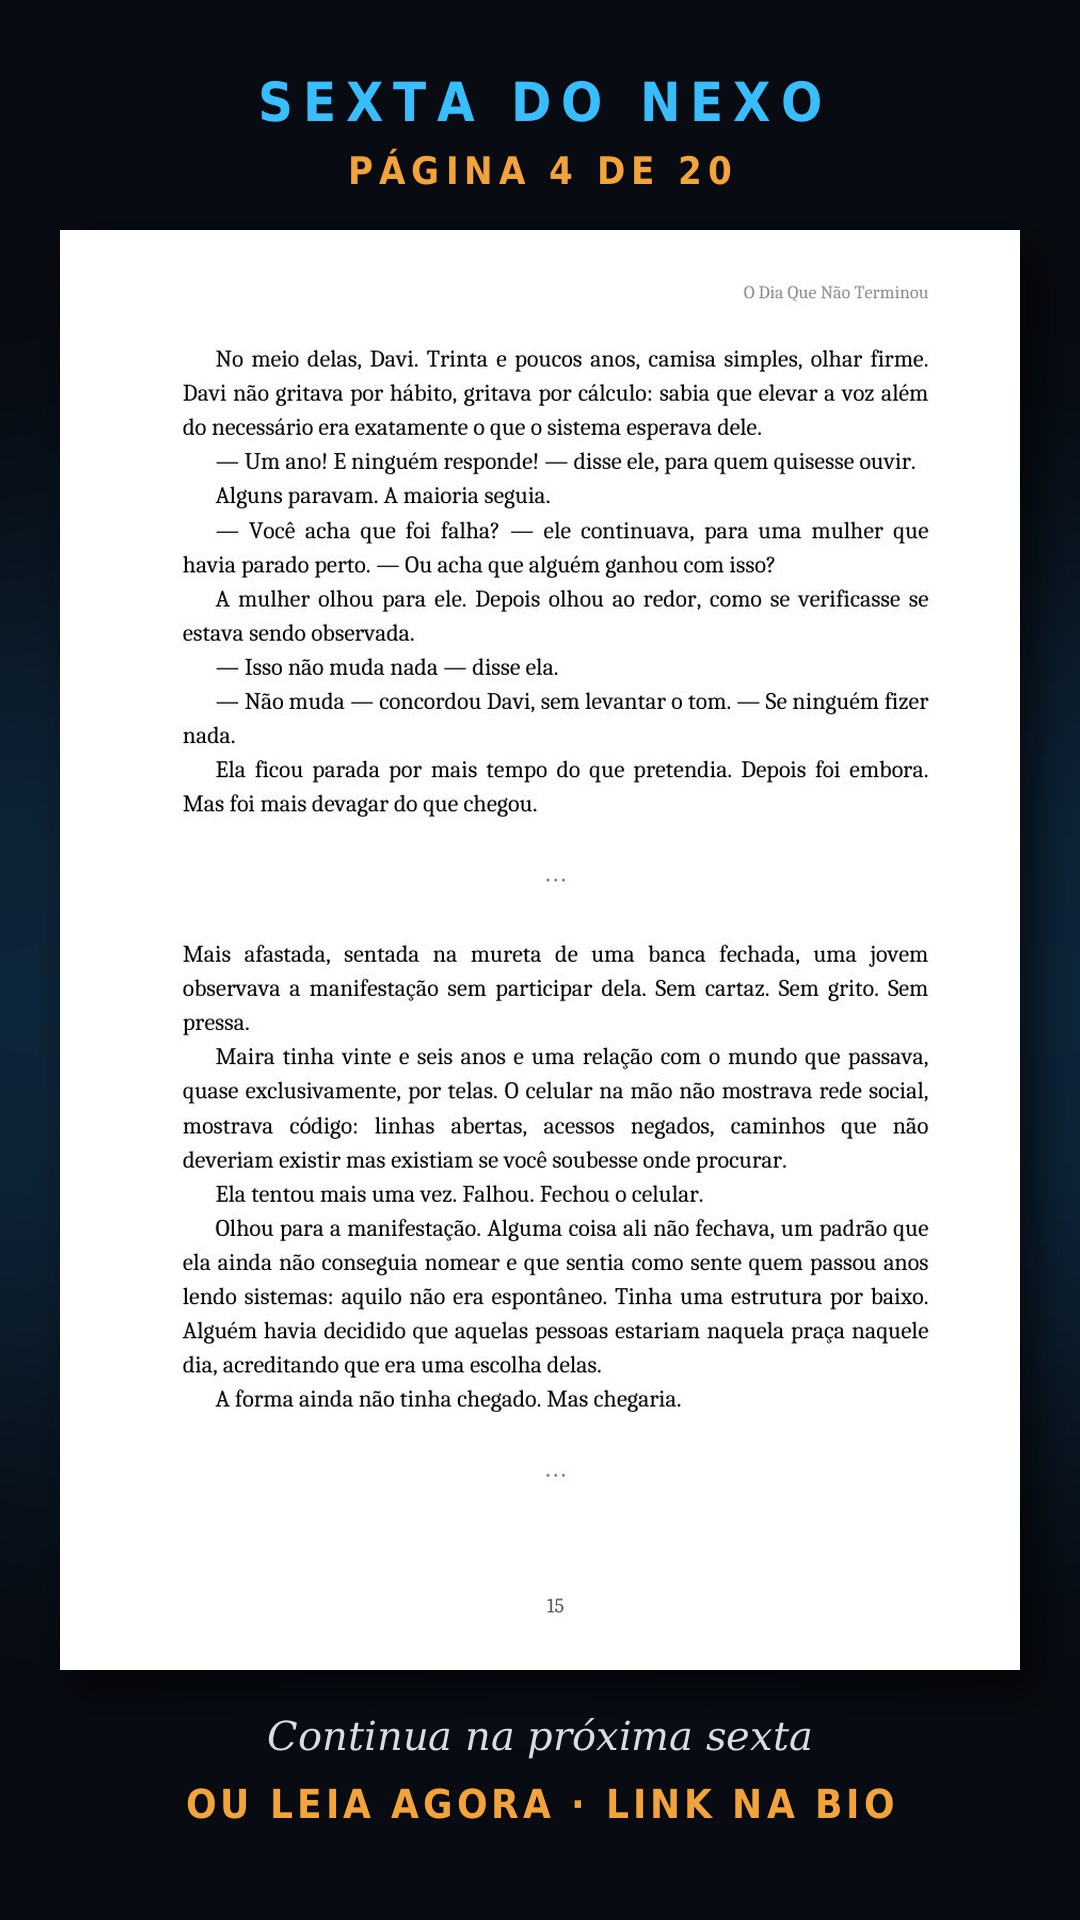 SEXTA DO NEXO
PÁGINA 4 DE 20
O Dia Que Não Terminou
No meio delas, Davi. Trinta e poucos anos, camisa simples, olhar firme.
Davi não gritava por hábito, gritava por cálculo: sabia que elevar a voz além
do necessário era exatamente o que o sistema esperava dele.
— Um ano! E ninguém responde! — disse ele, para quem quisesse ouvir.
Alguns paravam. A maioria seguia.
— Você acha que foi falha? — ele continuava, para uma mulher que
havia parado perto. — Ou acha que alguém ganhou com isso?
A mulher olhou para ele. Depois olhou ao redor, como se verificasse se
estava sendo observada.
— Isso não muda nada — disse ela.
— Não muda — concordou Davi, sem levantar o tom. — Se ninguém fizer
nada.
Ela ficou parada por mais tempo do que pretendia. Depois foi embora.
Mas foi mais devagar do que chegou.
...
Mais afastada, sentada na mureta de uma banca fechada, uma jovem
observava a manifestação sem participar dela. Sem cartaz. Sem grito. Sem
pressa.
Maira tinha vinte e seis anos e uma relação com o mundo que passava,
quase exclusivamente, por telas. O celular na mão não mostrava rede social,
mostrava código: linhas abertas, acessos negados, caminhos que não
deveriam existir mas existiam se você soubesse onde procurar.
Ela tentou mais uma vez. Falhou. Fechou o celular.
Olhou para a manifestação. Alguma coisa ali não fechava, um padrão que
ela ainda não conseguia nomear e que sentia como sente quem passou anos
lendo sistemas: aquilo não era espontâneo. Tinha uma estrutura por baixo.
Alguém havia decidido que aquelas pessoas estariam naquela praça naquele
dia, acreditando que era uma escolha delas.
A forma ainda não tinha chegado. Mas chegaria.
...
15
Continua na próxima sexta
OU LEIA AGORA · LINK NA BIO